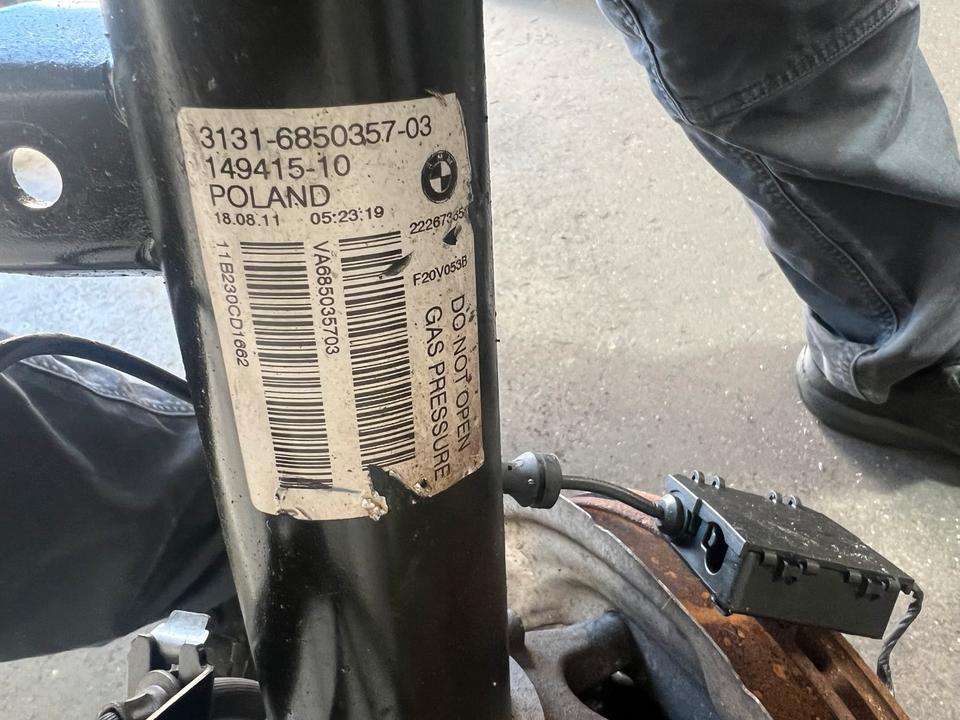 3131-6850357-03
149415-10
POLAND
18.08.11 05:23:19
BMW
F20V053B
11B230CD1662
VA685035703
DO NOT OPEN
GAS PRESSURE